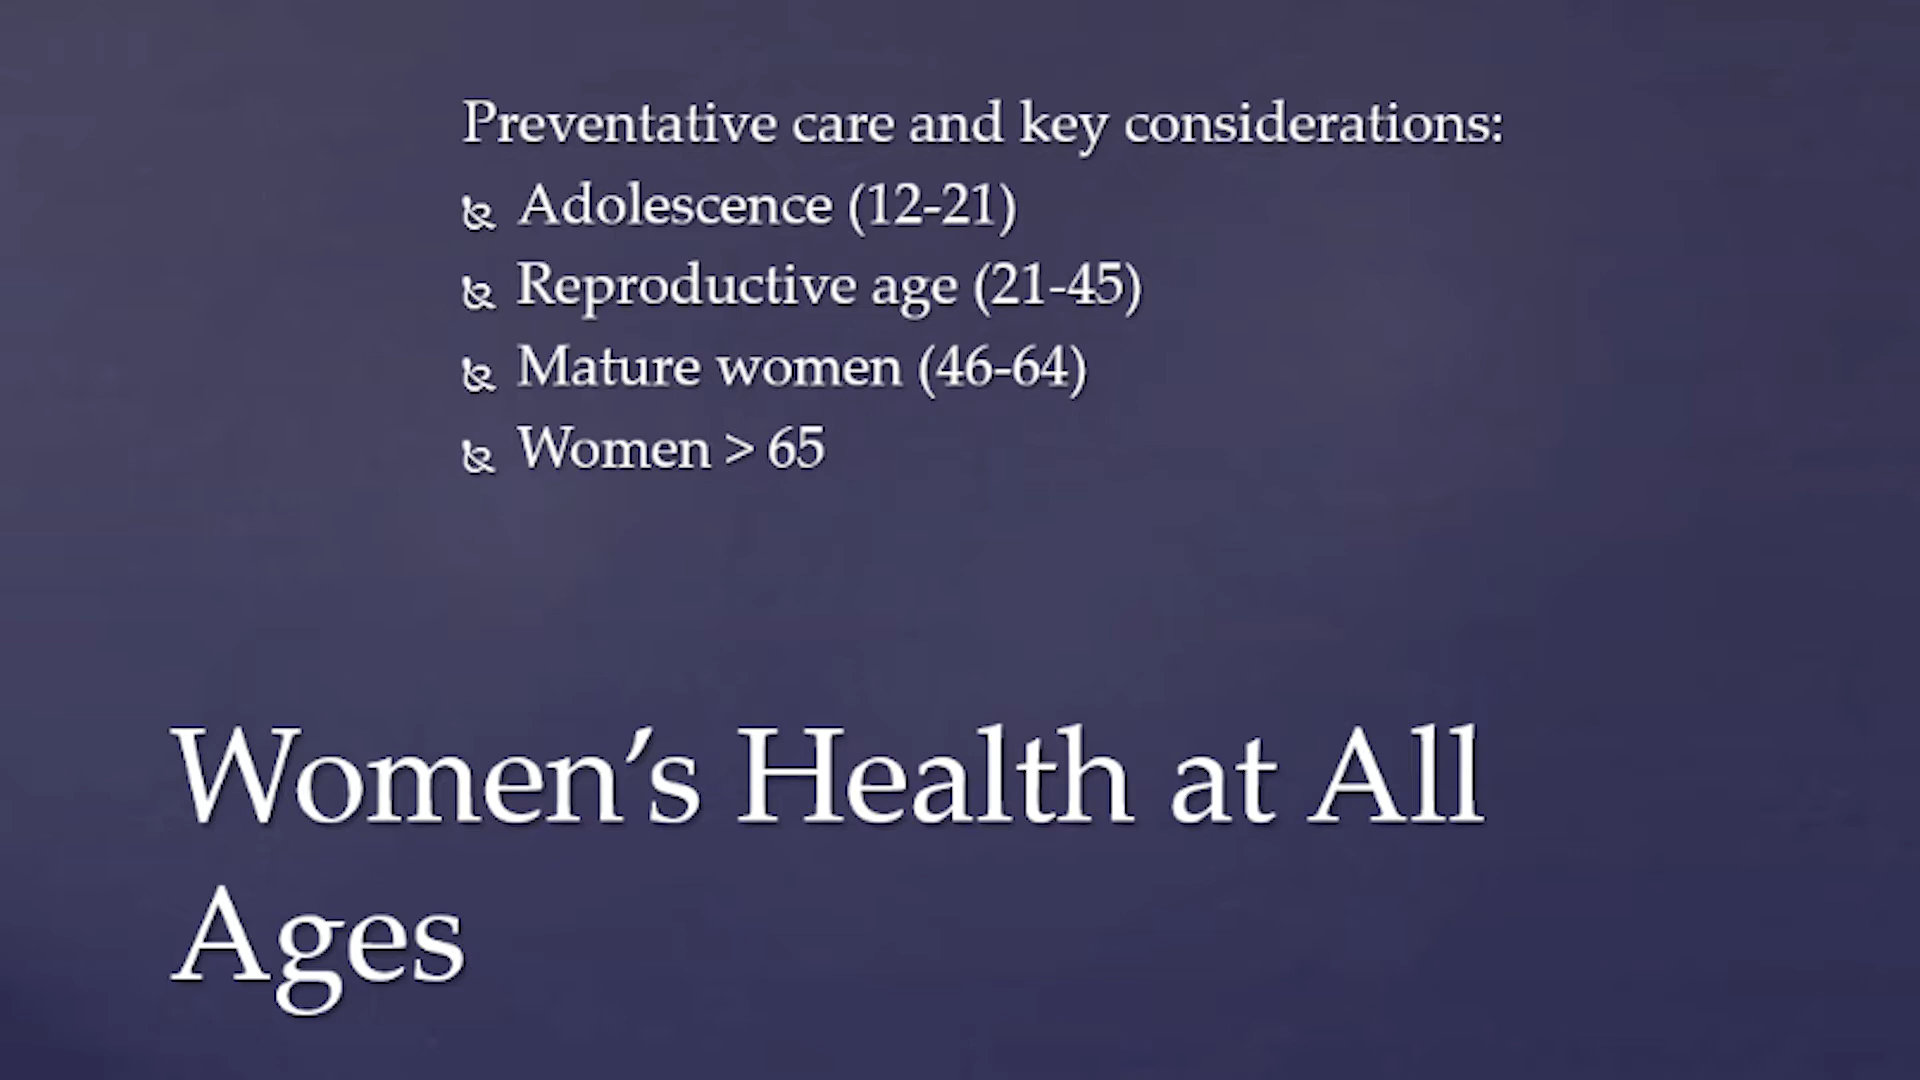 Preventative care and key considerations:
Adolescence (12-21)
Reproductive age (21-45)
Mature women (46-64)
Women > 65
Women’s Health at All
Ages